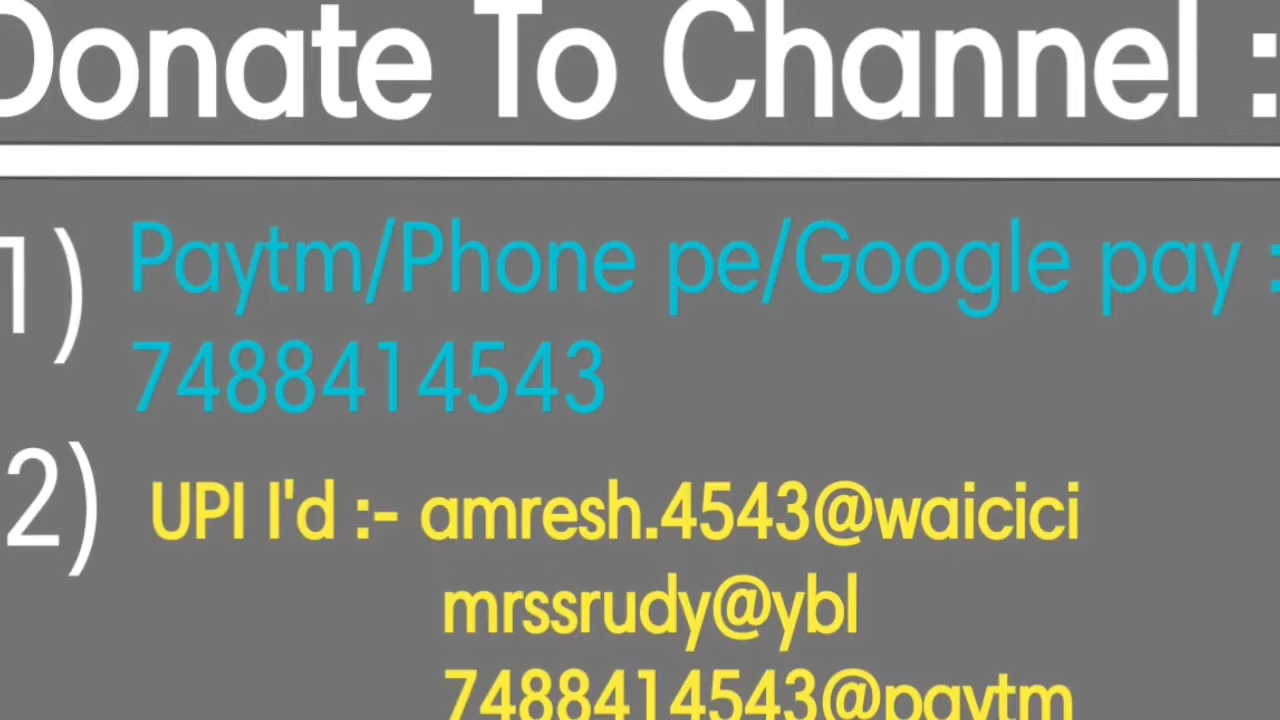 Donate To Channel :
1) Paytm/Phone pe/Google pay :
7488414543
2) UPI I'd :- amresh.4543@waicici
mrssrudy@ybl
7488414543@paytm